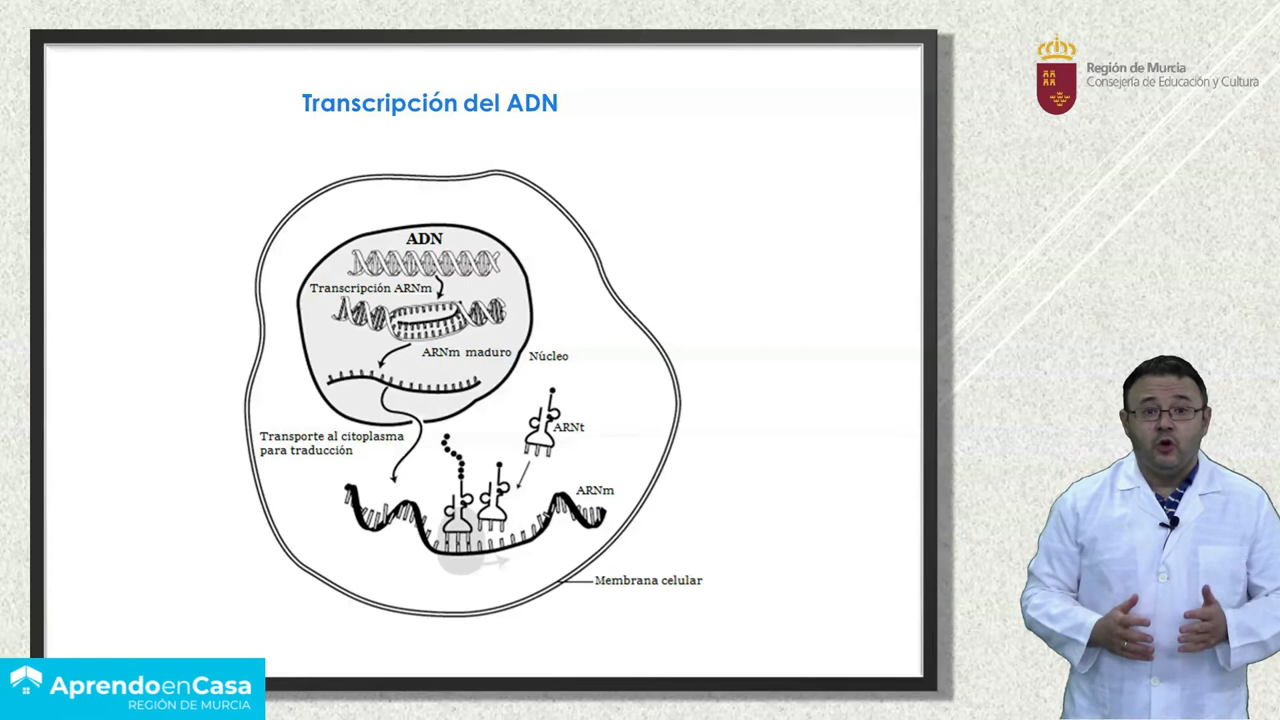 Transcripción del ADN
Región de Murcia
Consejería de Educación y Cultura
ADN
Transcripción ARNm
ARNm maduro
Núcleo
ARNt
Transporte al citoplasma
para traducción
ARNm
Membrana celular
AprendoenCasa
REGIÓN DE MURCIA